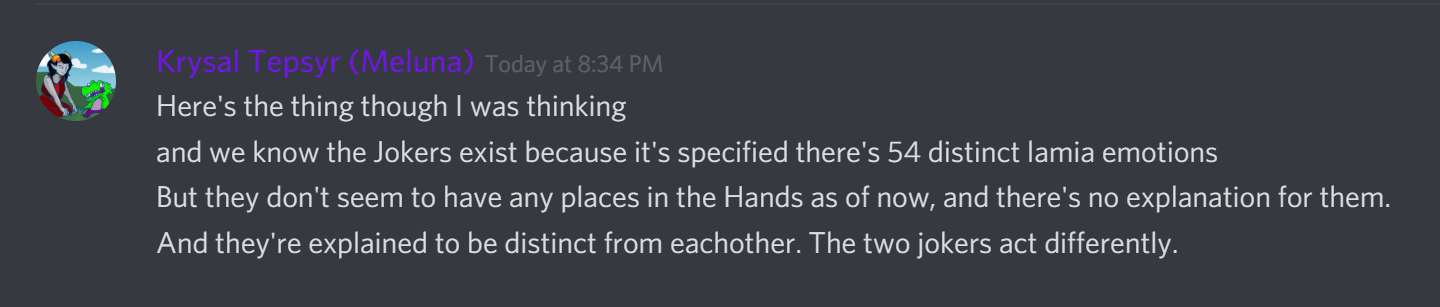 Krysal Tepsyr (Meluna) Today at 8:34 PM
Here's the thing though I was thinking
and we know the Jokers exist because it's specified there's 54 distinct lamia emotions
But they don't seem to have any places in the Hands as of now, and there's no explanation for them.
And they're explained to be distinct from eachother. The two jokers act differently.